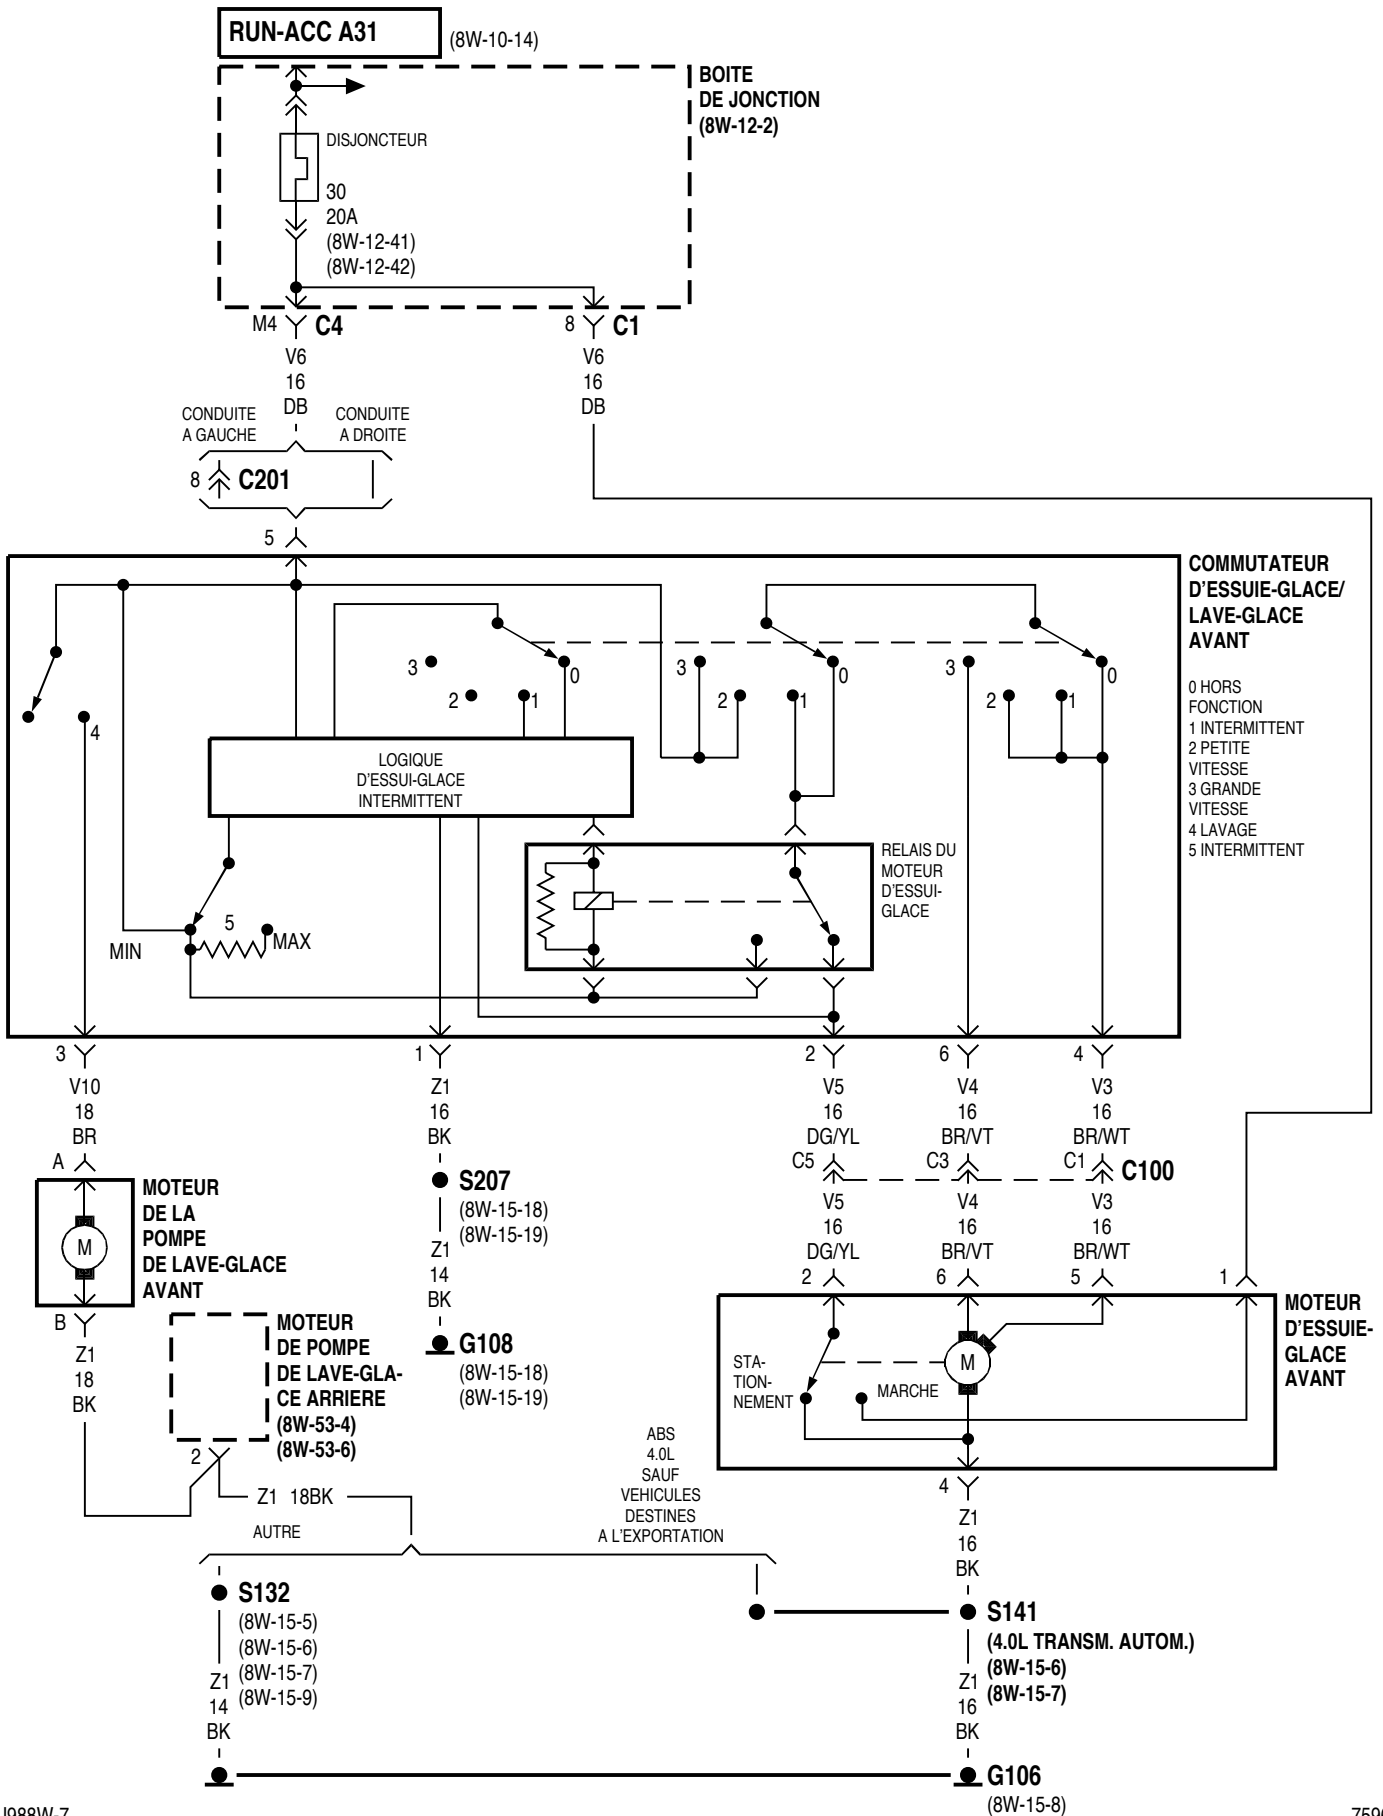 RUN-ACC A31
(8W-10-14)
BOITE
DE JONCTION
(8W-12-2)
DISJONCTEUR
30
20A
(8W-12-41)
(8W-12-42)
M4 C4
8 C1
V6
16
DB
V6
16
DB
CONDUITE
A GAUCHE
CONDUITE
A DROITE
8 C201
5
COMMUTATEUR
D'ESSUIE-GLACE/
LAVE-GLACE
AVANT
0 HORS
FONCTION
1 INTERMITTENT
2 PETITE
VITESSE
3 GRANDE
VITESSE
4 LAVAGE
5 INTERMITTENT
4
3
2
1
0
3
2
1
0
3
2
1
0
LOGIQUE
D'ESSUI-GLACE
INTERMITTENT
RELAIS DU
MOTEUR
D'ESSUI-
GLACE
MIN
5
MAX
3
1
2
6
4
V10
18
BR
Z1
16
BK
V5
16
DG/YL
V4
16
BR/VT
V3
16
BR/WT
A
C5
C3
C1
C100
S207
(8W-15-18)
(8W-15-19)
MOTEUR
DE LA
POMPE
DE LAVE-GLACE
AVANT
M
B
Z1
14
BK
V5
16
DG/YL
V4
16
BR/VT
V3
16
BR/WT
2
6
5
1
G108
(8W-15-18)
(8W-15-19)
Z1
18
BK
MOTEUR
DE POMPE
DE LAVE-GLA-
CE ARRIERE
(8W-53-4)
(8W-53-6)
2
MOTEUR
D'ESSUIE-
GLACE
AVANT
STA-
TION-
NEMENT
MARCHE
M
4
Z1 18BK
AUTRE
ABS
4.0L
SAUF
VEHICULES
DESTINES
A L'EXPORTATION
Z1
16
BK
S132
(8W-15-5)
(8W-15-6)
(8W-15-7)
(8W-15-9)
S141
(4.0L TRANSM. AUTOM.)
(8W-15-6)
(8W-15-7)
Z1
14
BK
Z1
16
BK
G106
(8W-15-8)